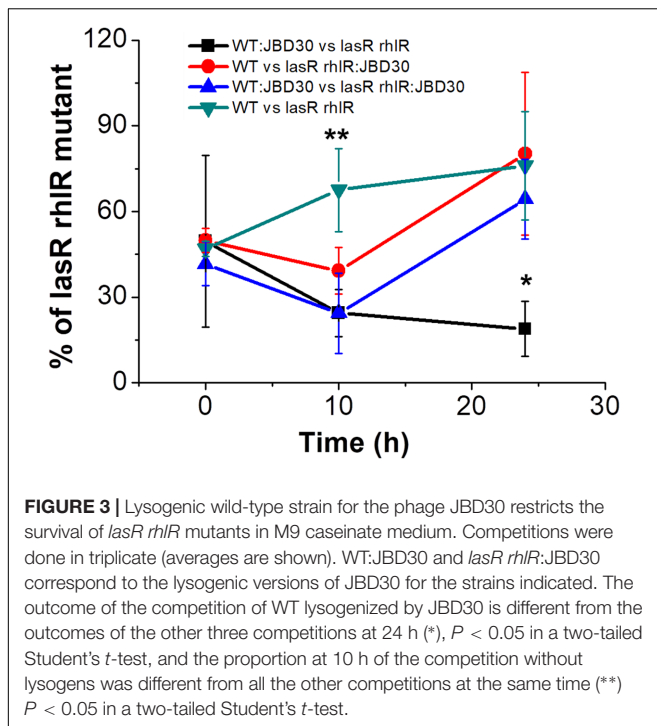 120
90
60
30
0
% of lasR rhlR mutant
WT:JBD30 vs lasR rhlR
WT vs lasR rhlR:JBD30
WT:JBD30 vs lasR rhlR:JBD30
WT vs lasR rhlR
**
*
0
10
20
30
Time (h)
FIGURE 3 | Lysogenic wild-type strain for the phage JBD30 restricts the
survival of lasR rhlR mutants in M9 caseinate medium. Competitions were
done in triplicate (averages are shown). WT:JBD30 and lasR rhlR:JBD30
correspond to the lysogenic versions of JBD30 for the strains indicated. The
outcome of the competition of WT lysogenized by JBD30 is different from the
outcomes of the other three competitions at 24 h (*), P < 0.05 in a two-tailed
Student's t-test, and the proportion at 10 h of the competition without
lysogens was different from all the other competitions at the same time (**)
P < 0.05 in a two-tailed Student's t-test.